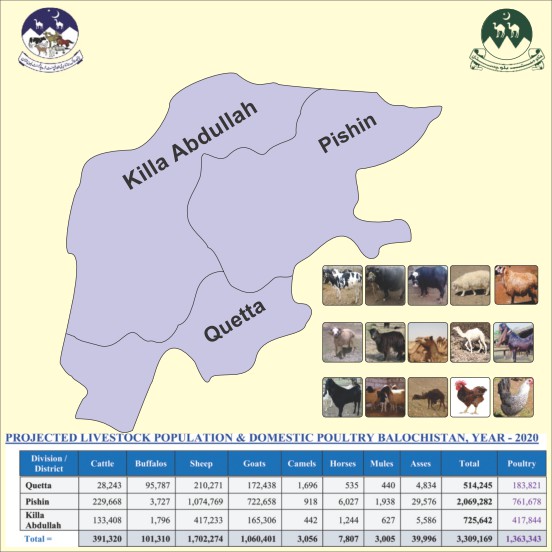 Killa Abdullah
Pishin
Quetta
PROJECTED LIVESTOCK POPULATION & DOMESTIC POULTRY BALOCHISTAN, YEAR - 2020
Division / District Cattle Buffalos Sheep Goats Camels Horses Mules Asses Total Poultry
Quetta 28,243 95,787 210,271 172,438 1,696 535 440 4,834 514,245 183,821
Pishin 229,668 3,727 1,074,769 722,658 918 6,027 1,938 29,576 2,069,282 761,678
Killa Abdullah 133,408 1,796 417,233 165,306 442 1,244 627 5,586 725,642 417,844
Total = 391,320 101,310 1,702,274 1,060,401 3,056 7,807 3,005 39,996 3,309,169 1,363,343